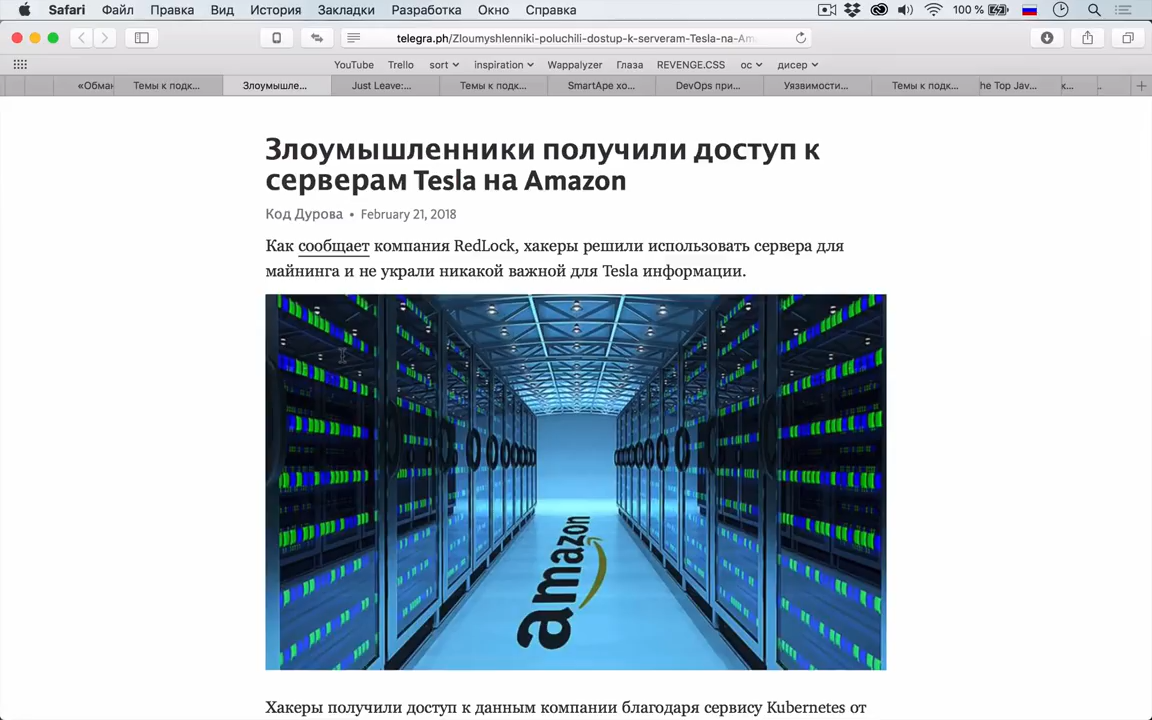 Safari Файл Правка Вид История Закладки Разработка Окно Справка 100 %
telegra.ph/Zloumyshlenniki-poluchili-dostup-k-serveram-Tesla-na-Am
YouTube Trello sort inspiration Wappalyzer Глаза REVENGE.CSS ос дисер
«Обман Темы к подк... Злоумышле... Just Leave:... Темы к подк... SmartApe хо... DevOps при... Уязвимости... Темы к подк... he Top Jav... к... ..
Злоумышленники получили доступ к
серверам Tesla на Amazon
Код Дурова • February 21, 2018
Как сообщает компания RedLock, хакеры решили использовать сервера для
майнинга и не украли никакой важной для Tesla информации.
amazon
Хакеры получили доступ к данным компании благодаря сервису Kubernetes от